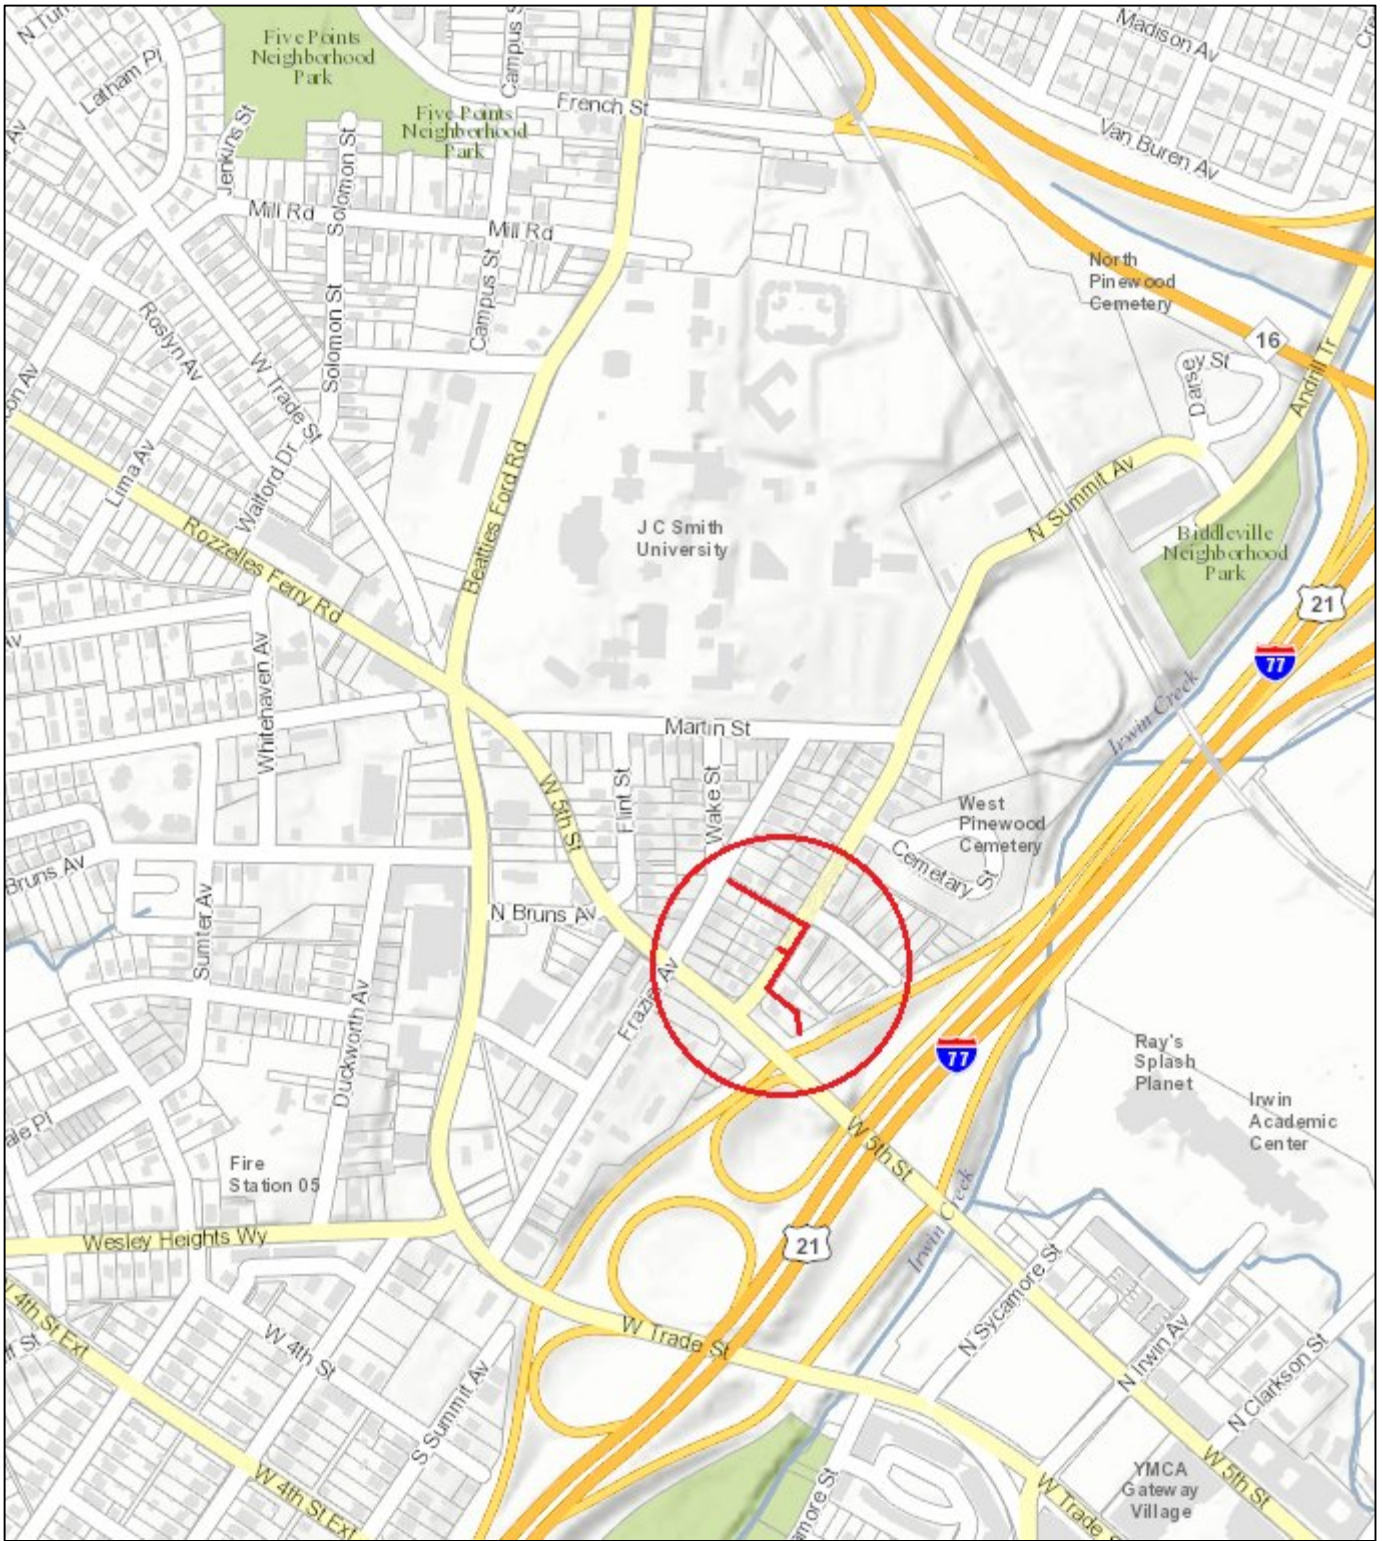 Madison Av
Five Points
Neighborhood
Park
Campus S
Latham Pl
French St
Five Points
Neighborhood
Park
Jenkins St
Solomon St
Van Buren Av
Mill Rd
Mill Rd
North
Pinewood
Cemetery
Campus St
Solomon St
Roslyn Av
W Trade St
16
Darsey St
Andrill Tr
Beatties Ford Rd
Lima Av
Walford Dr
N Summit Av
Rozzelles Ferry Rd
J C Smith
University
Biddleville
Neighborhood
Park
21
77
Whitehaven Av
Irwin Creek
Martin St
W 5th St
Flint St
Wake St
West
Pinewood
Cemetery
Cemetary St
Bruns Av
N Bruns Av
Sumter Av
Frazier Av
Duckworth Av
77
Ray's
Splash
Planet
Irwin
Academic
Center
W 5th St
ale Pl
Fire
Station 05
Irwin Creek
Wesley Heights Wy
21
N Sycamore St
W 4th St Ext
W 4th St
W Trade St
N Irwin Av
N Clarkson St
S Summit Av
W 4th St Ext
amore St
YMCA
Gateway
Village
W 5th St
W Trade S